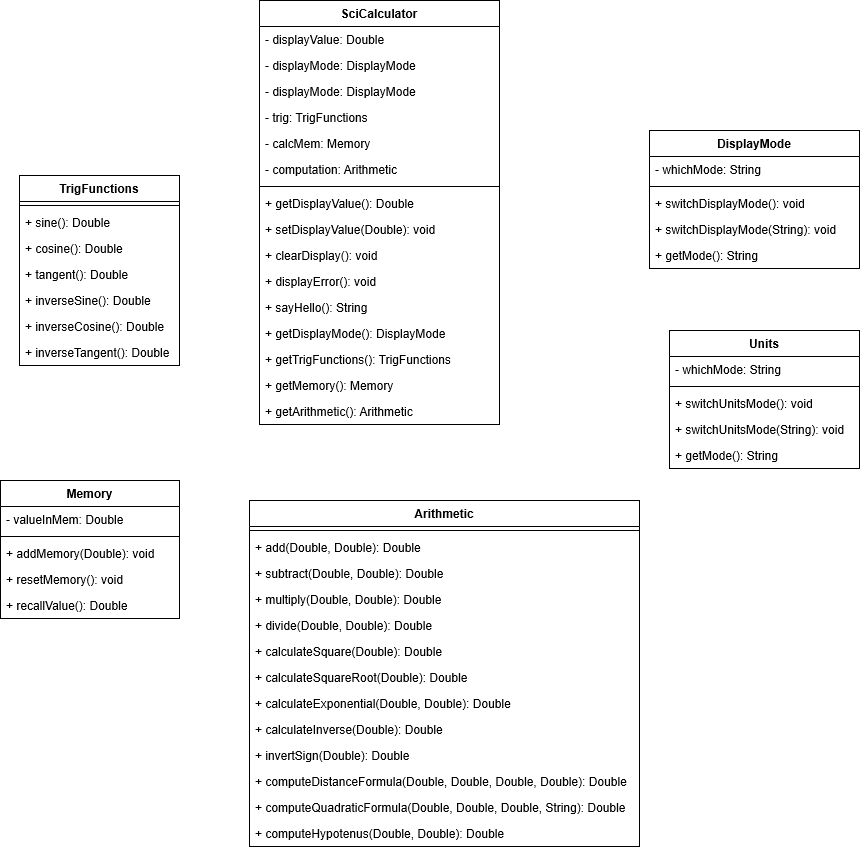 SciCalculator
- displayValue: Double
- displayMode: DisplayMode
- displayMode: DisplayMode
- trig: TrigFunctions
- calcMem: Memory
- computation: Arithmetic
+ getDisplayValue(): Double
+ setDisplayValue(Double): void
+ clearDisplay(): void
+ displayError(): void
+ sayHello(): String
+ getDisplayMode(): DisplayMode
+ getTrigFunctions(): TrigFunctions
+ getMemory(): Memory
+ getArithmetic(): Arithmetic
DisplayMode
- whichMode: String
+ switchDisplayMode(): void
+ switchDisplayMode(String): void
+ getMode(): String
TrigFunctions
+ sine(): Double
+ cosine(): Double
+ tangent(): Double
+ inverseSine(): Double
+ inverseCosine(): Double
+ inverseTangent(): Double
Units
- whichMode: String
+ switchUnitsMode(): void
+ switchUnitsMode(String): void
+ getMode(): String
Memory
- valueInMem: Double
+ addMemory(Double): void
+ resetMemory(): void
+ recallValue(): Double
Arithmetic
+ add(Double, Double): Double
+ subtract(Double, Double): Double
+ multiply(Double, Double): Double
+ divide(Double, Double): Double
+ calculateSquare(Double): Double
+ calculateSquareRoot(Double): Double
+ calculateExponential(Double, Double): Double
+ calculateInverse(Double): Double
+ invertSign(Double): Double
+ computeDistanceFormula(Double, Double, Double, Double): Double
+ computeQuadraticFormula(Double, Double, Double, String): Double
+ computeHypotenus(Double, Double): Double